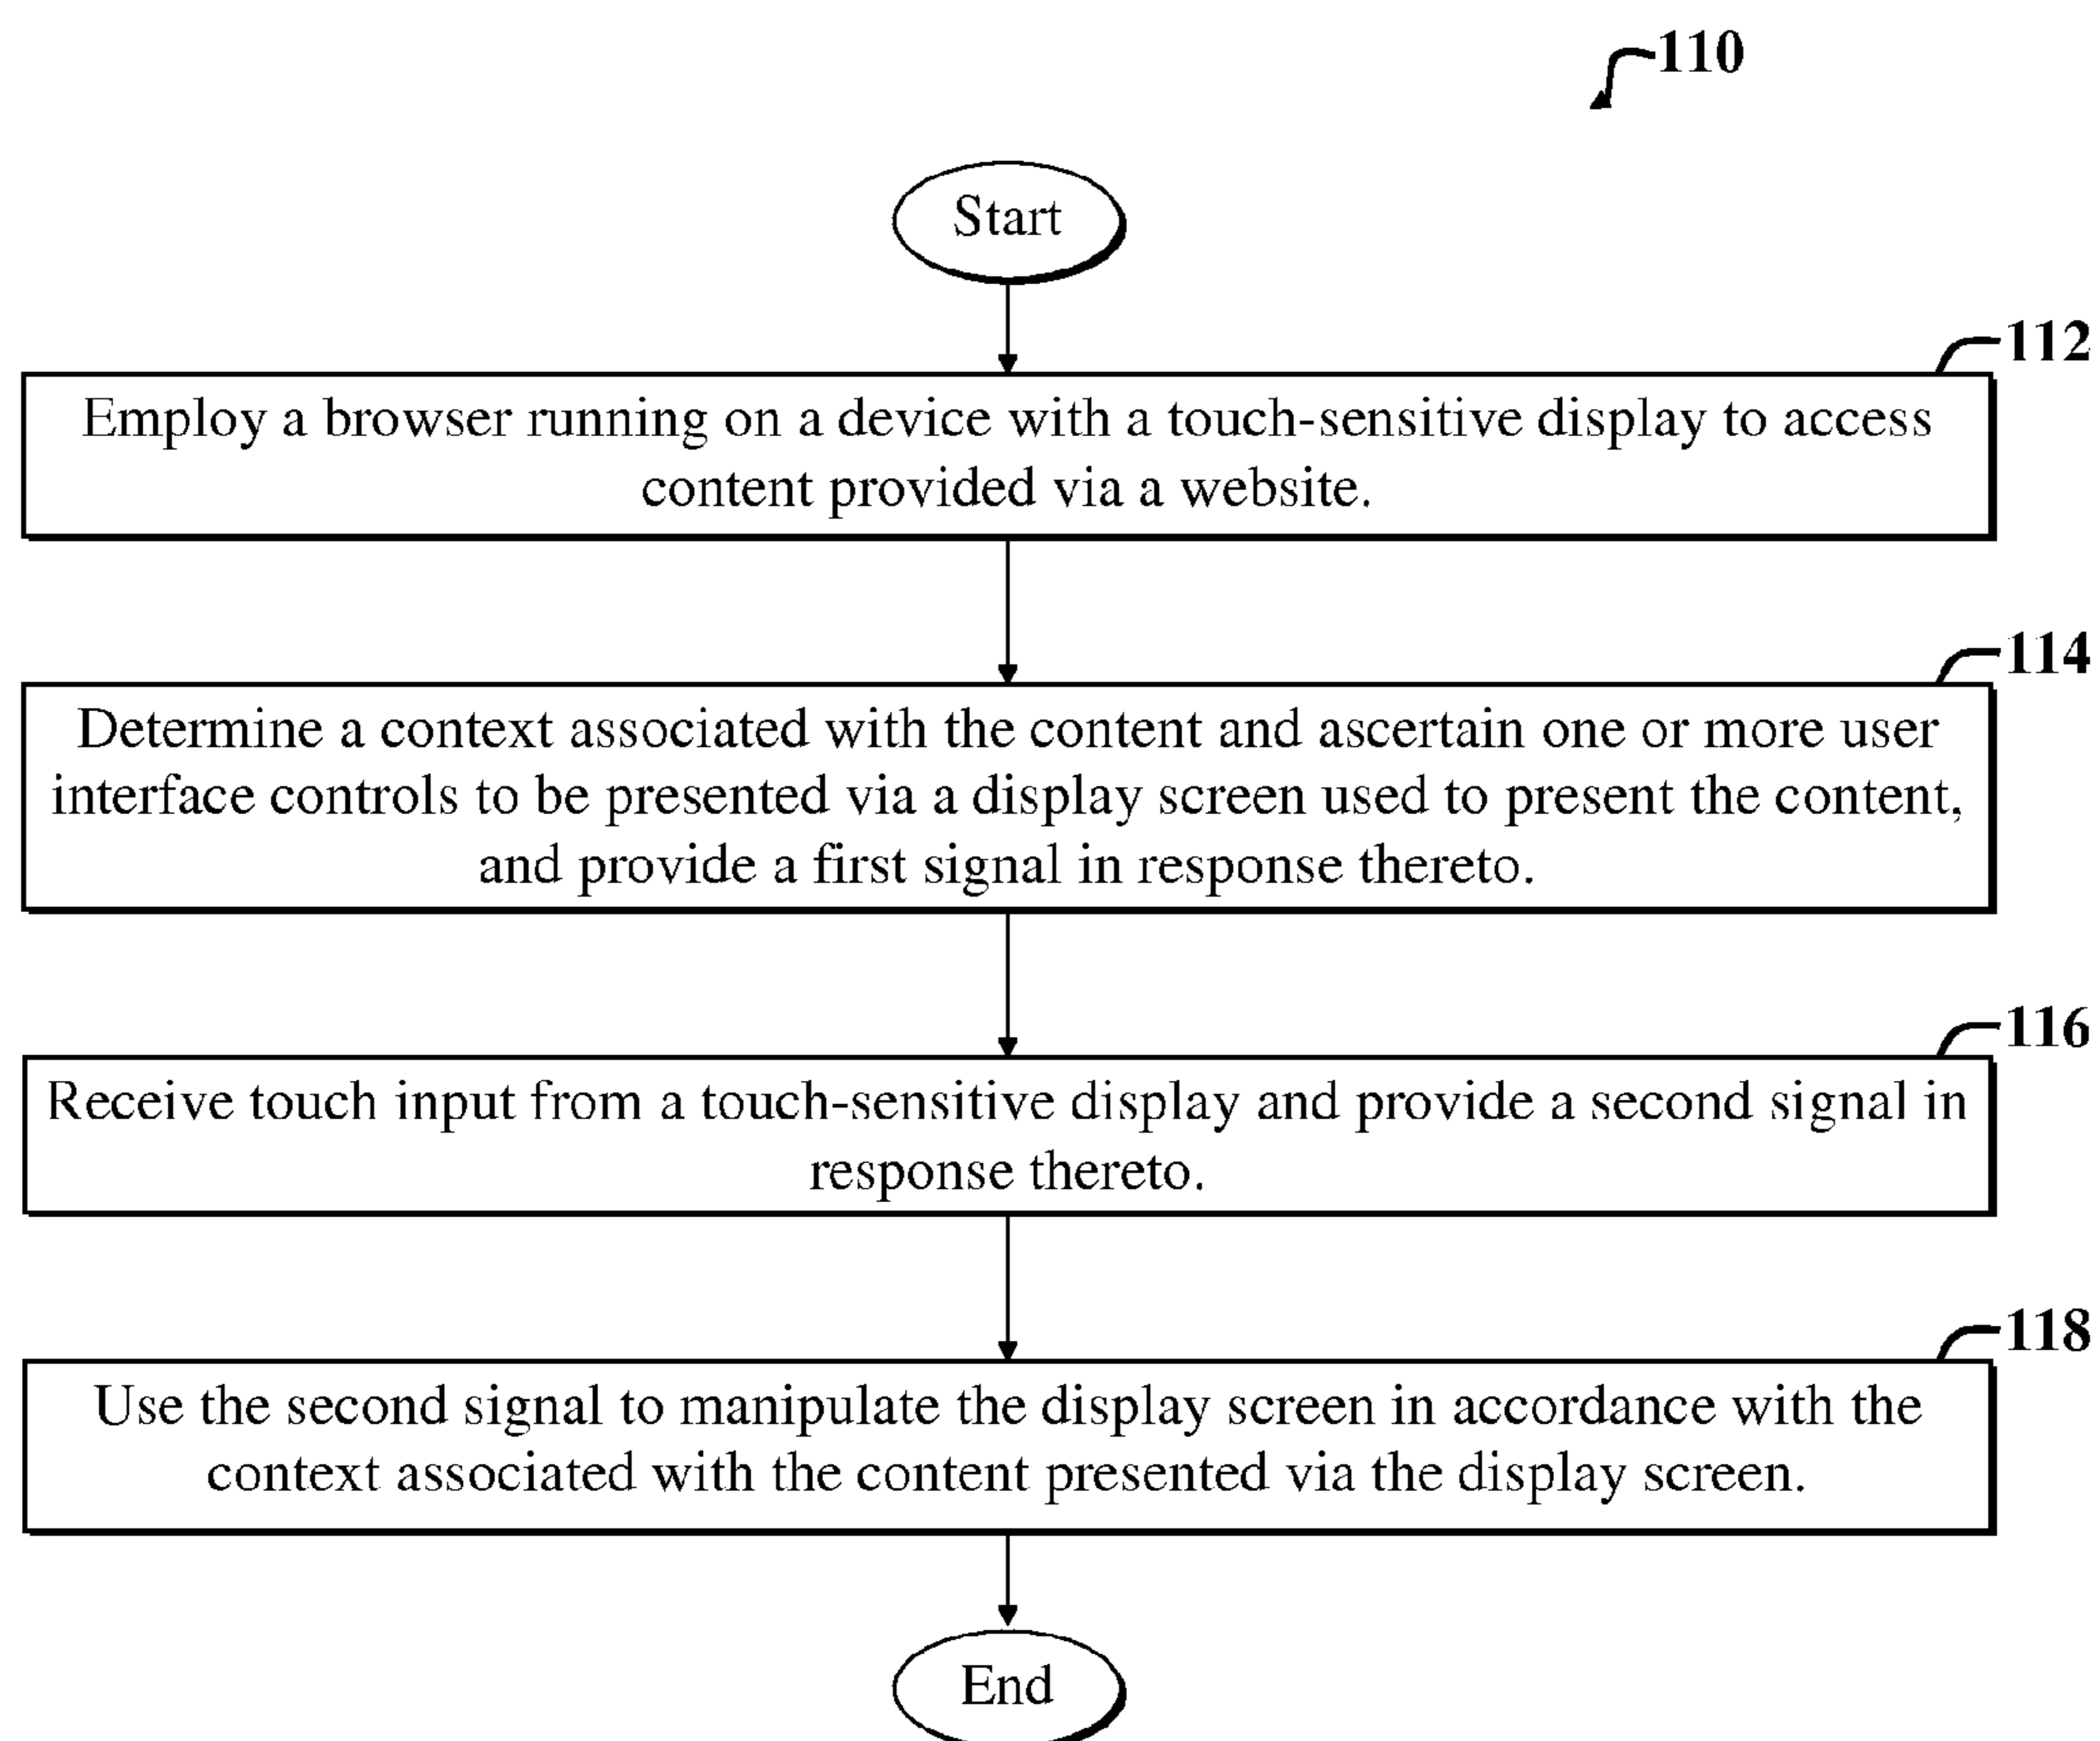 110
Start
112
Employ a browser running on a device with a touch-sensitive display to access
content provided via a website.
114
Determine a context associated with the content and ascertain one or more user
interface controls to be presented via a display screen used to present the content,
and provide a first signal in response thereto.
116
Receive touch input from a touch-sensitive display and provide a second signal in
response thereto.
118
Use the second signal to manipulate the display screen in accordance with the
context associated with the content presented via the display screen.
End